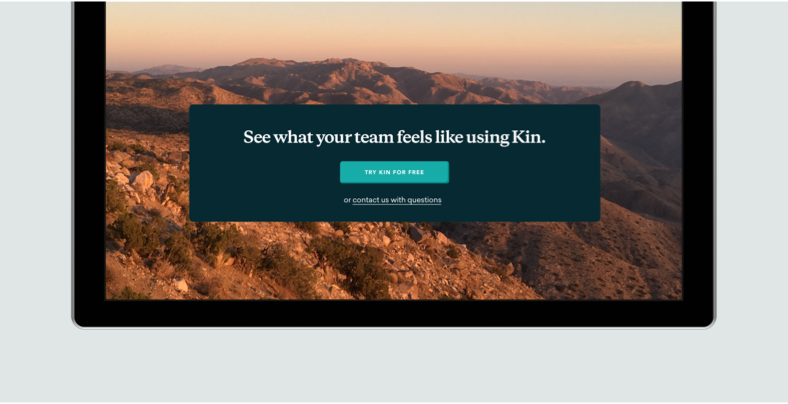 See what your team feels like using Kin.
TRY KIN FOR FREE
or contact us with questions